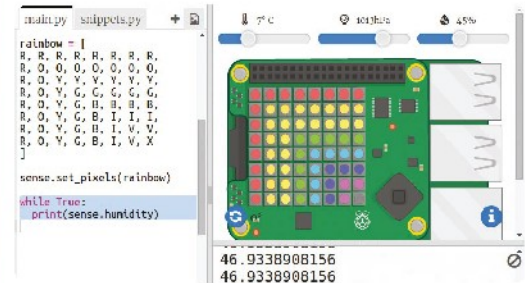 main.py snippets.py +
7°C 1013hPa 45%
rainbow = [
R, R, R, R, R, R, R, R,
R, O, O, O, O, O, O, O,
R, O, Y, Y, Y, Y, Y, Y,
R, O, Y, G, G, G, G, G,
R, O, Y, G, B, B, B, B,
R, O, Y, G, B, I, I, I,
R, O, Y, G, B, I, V, V,
R, O, Y, G, B, I, V, X
]
sense.set_pixels(rainbow)
while True:
print(sense.humidity)
46.9338908156
46.9338908156